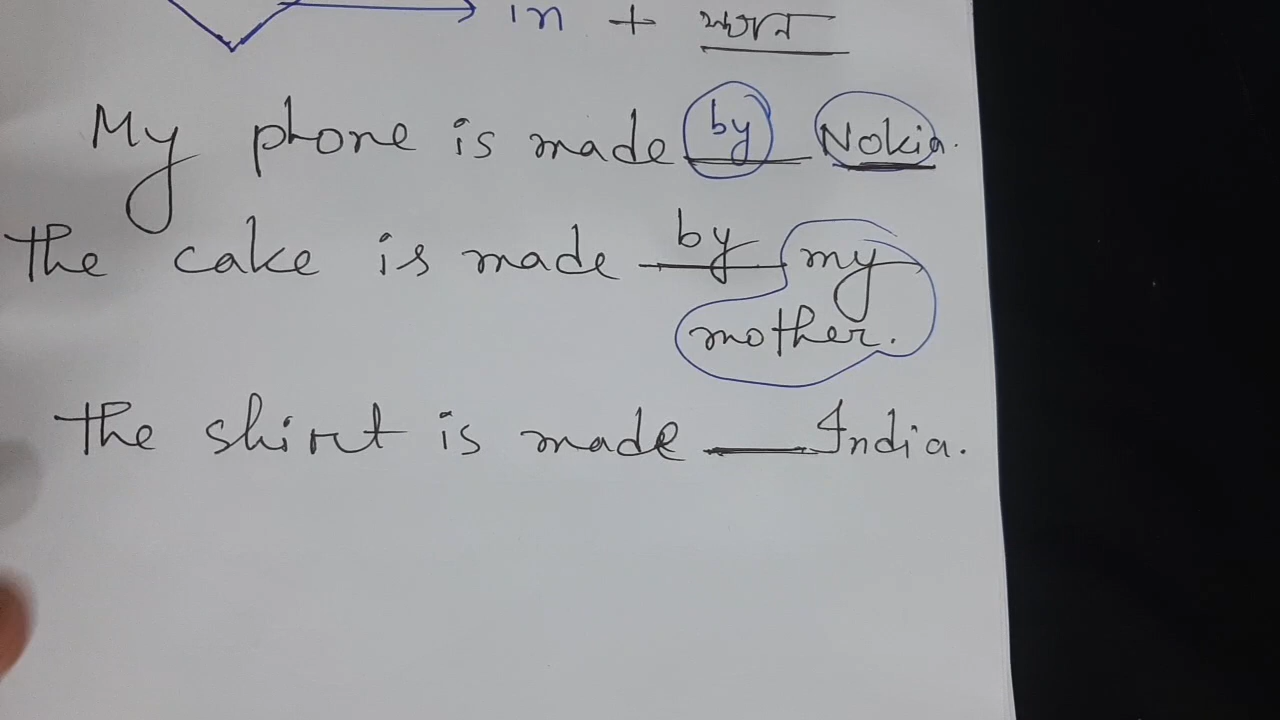 in + স্থান
My phone is made by Nokia.
The cake is made by my
mother.
The shirt is made ___ India.